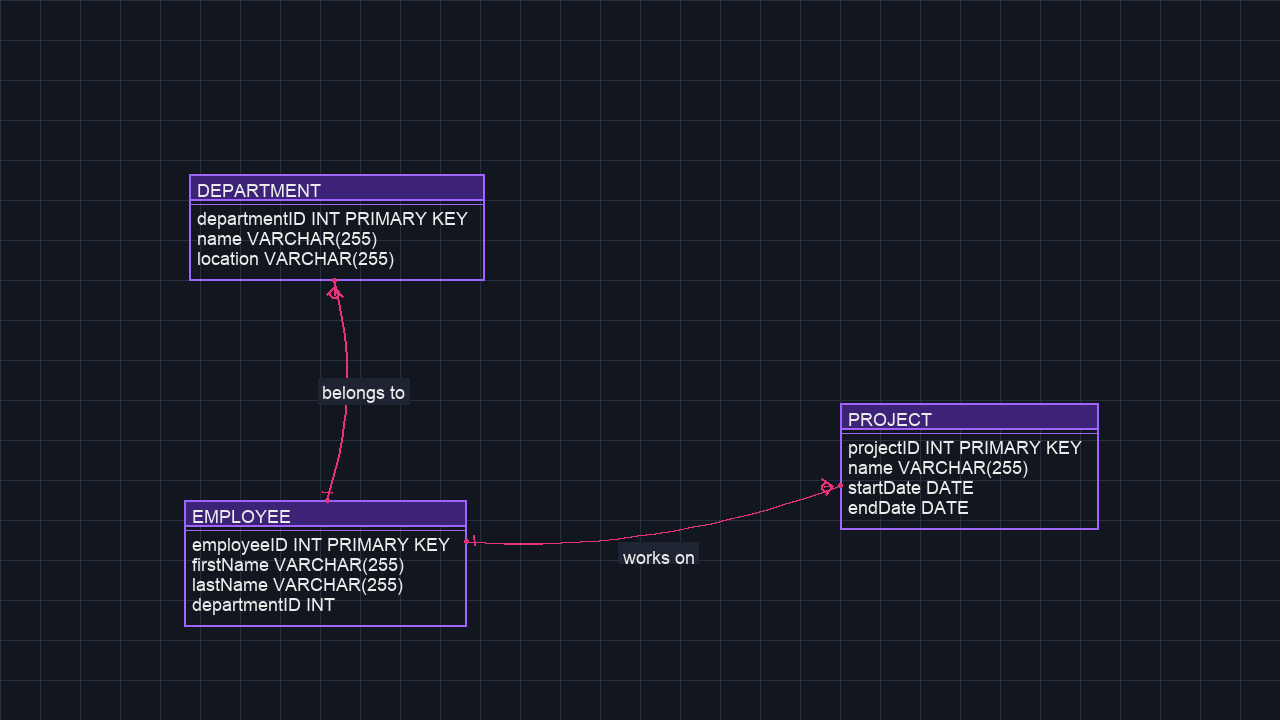 DEPARTMENT
departmentID INT PRIMARY KEY
name VARCHAR(255)
location VARCHAR(255)
belongs to
EMPLOYEE
employeeID INT PRIMARY KEY
firstName VARCHAR(255)
lastName VARCHAR(255)
departmentID INT
works on
PROJECT
projectID INT PRIMARY KEY
name VARCHAR(255)
startDate DATE
endDate DATE